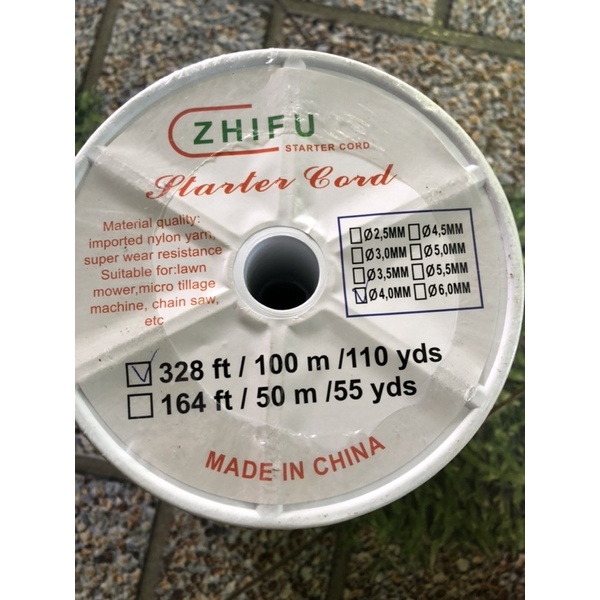 ZHIFU
STARTER CORD
Starter Cord
Material quality:
imported nylon yarn,
super wear resistance
Suitable for:lawn
mower,micro tillage
machine, chain saw,
etc
☐Ø2,5MM ☐Ø4,5MM
☐Ø3,0MM ☐Ø5,0MM
☐Ø3,5MM ☐Ø5,5MM
☑Ø4,0MM ☐Ø6,0MM
☑ 328 ft / 100 m /110 yds
☐ 164 ft / 50 m /55 yds
MADE IN CHINA